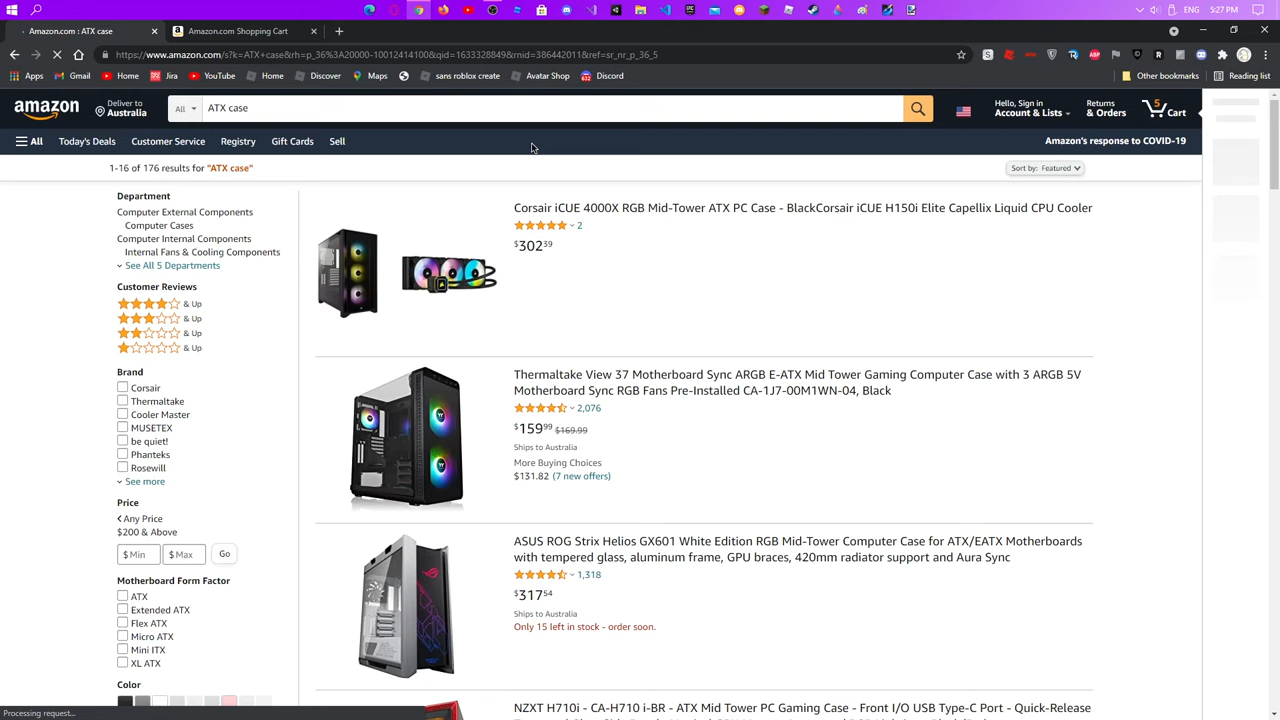 5:27 PM
Amazon.com : ATX case
Amazon.com Shopping Cart
https://www.amazon.com/s?k=ATX+case&rh=p_36%3A20000-10012414100&qid=1633328849&rnid=386442011&ref=sr_nr_p_36_5
Apps Gmail Home Jira YouTube Home Discover Maps sans roblox create Avatar Shop Discord Other bookmarks Reading list
amazon Deliver to Australia
All ATX case
Hello, Sign in
Account & Lists
Returns
& Orders
5 Cart
All Today's Deals Customer Service Registry Gift Cards Sell Amazon's response to COVID-19
1-16 of 176 results for "ATX case"
Sort by: Featured
Department
Computer External Components
Computer Cases
Computer Internal Components
Internal Fans & Cooling Components
See All 5 Departments
Customer Reviews
& Up
& Up
& Up
& Up
Brand
Corsair
Thermaltake
Cooler Master
MUSETEX
be quiet!
Phanteks
Rosewill
See more
Price
Any Price
$200 & Above
$ Min $ Max Go
Motherboard Form Factor
ATX
Extended ATX
Flex ATX
Micro ATX
Mini ITX
XL ATX
Color
Corsair iCUE 4000X RGB Mid-Tower ATX PC Case - BlackCorsair iCUE H150i Elite Capellix Liquid CPU Cooler
2
$302 39
Thermaltake View 37 Motherboard Sync ARGB E-ATX Mid Tower Gaming Computer Case with 3 ARGB 5V
Motherboard Sync RGB Fans Pre-Installed CA-1J7-00M1WN-04, Black
2,076
$159 99 $169.99
Ships to Australia
More Buying Choices
$131.82 (7 new offers)
ASUS ROG Strix Helios GX601 White Edition RGB Mid-Tower Computer Case for ATX/EATX Motherboards
with tempered glass, aluminum frame, GPU braces, 420mm radiator support and Aura Sync
1,318
$317 54
Ships to Australia
Only 15 left in stock - order soon.
NZXT H710i - CA-H710 i-BR - ATX Mid Tower PC Gaming Case - Front I/O USB Type-C Port - Quick-Release
Processing request...